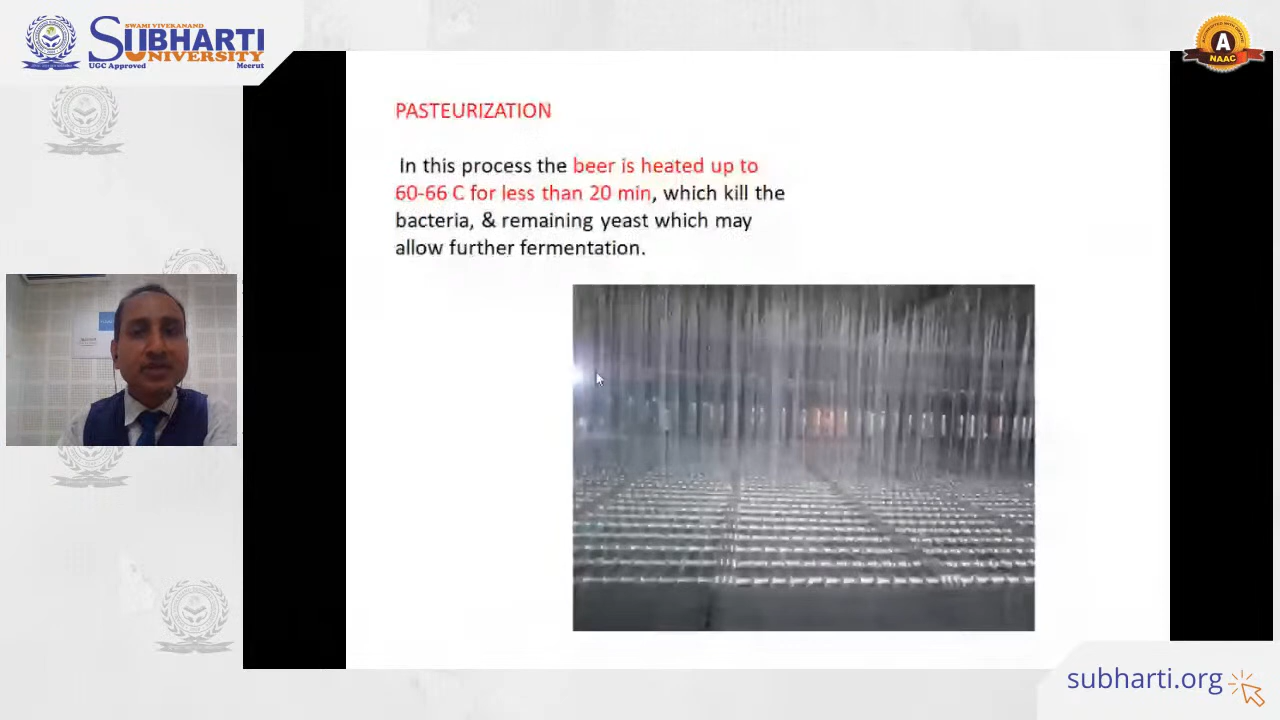 SWAMI VIVEKANAND
SUBHARTI
UNIVERSITY
UGC Approved Meerut
A
NAAC
PASTEURIZATION
In this process the beer is heated up to
60-66 C for less than 20 min, which kill the
bacteria, & remaining yeast which may
allow further fermentation.
subharti.org